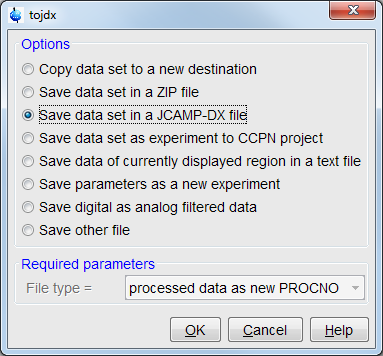 tojdx
Options
Copy data set to a new destination
Save data set in a ZIP file
Save data set in a JCAMP-DX file
Save data set as experiment to CCPN project
Save data of currently displayed region in a text file
Save parameters as a new experiment
Save digital as analog filtered data
Save other file
Required parameters
File type = processed data as new PROCNO
OK Cancel Help